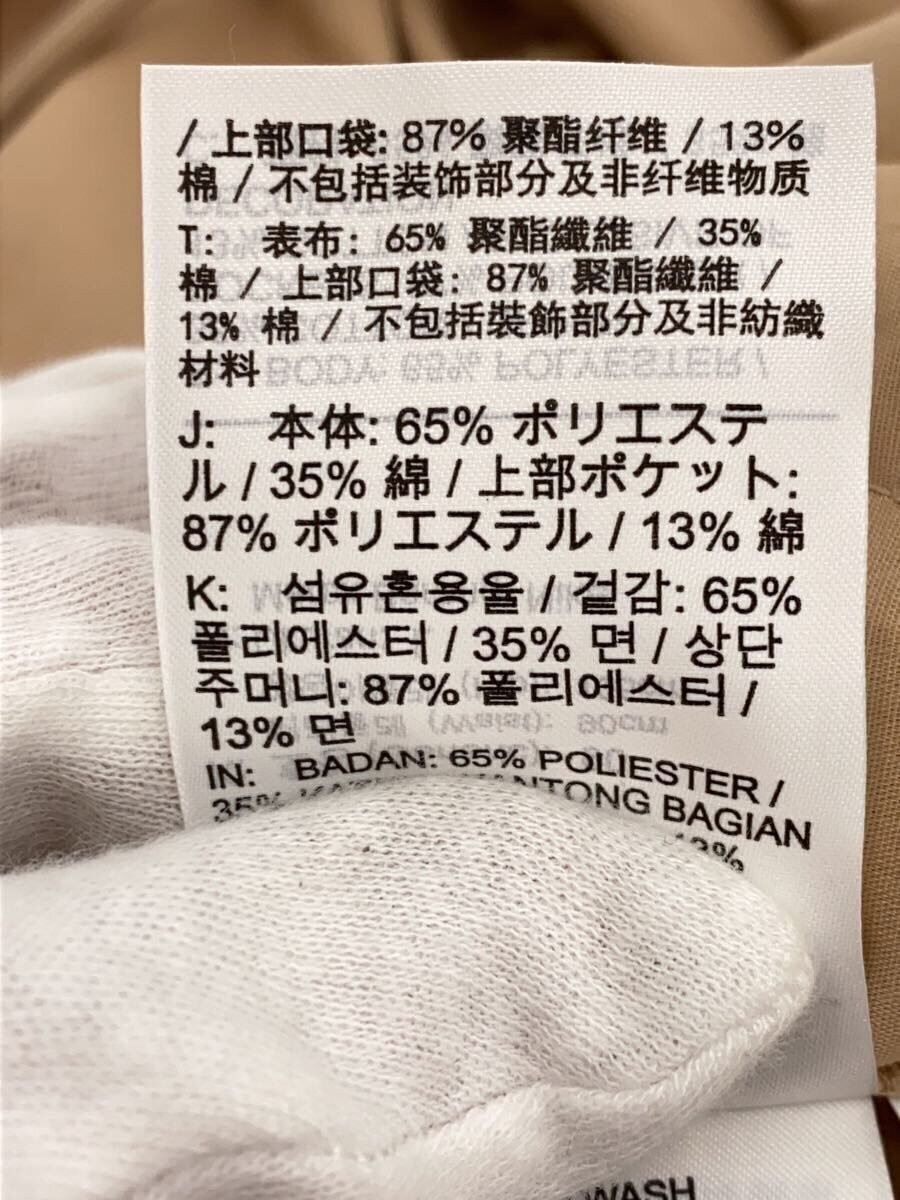 / 上部口袋: 87% 聚酯纤维 / 13%
棉 / 不包括装饰部分及非纤维物质
T: 表布: 65% 聚酯纖維 / 35%
棉 / 上部口袋: 87% 聚酯纖維 /
13% 棉 / 不包括裝飾部分及非紡織
材料
J: 本体: 65% ポリエステ
ル / 35% 綿 / 上部ポケット:
87% ポリエステル / 13% 綿
K: 섬유혼용율 / 겉감: 65%
폴리에스터 / 35% 면 / 상단
주머니: 87% 폴리에스터 /
13% 면
IN: BADAN: 65% POLIESTER /
35% KANTONG BAGIAN
13%
WASH